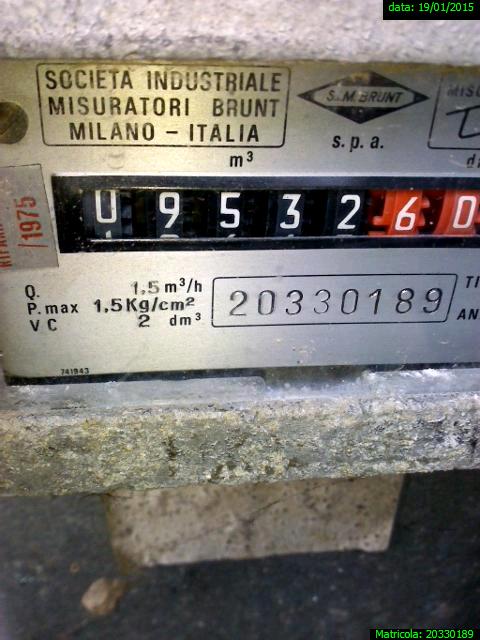 data: 19/01/2015
SOCIETA INDUSTRIALE
MISURATORI BRUNT
MILANO - ITALIA
S.I.M. BRUNT
s.p.a.
m³
0 9 5 3 2 6 0
/1975
Q. 1,5 m³/h
P. max 1,5 Kg/cm²
V C 2 dm³
20330189
741943
Matricola: 20330189